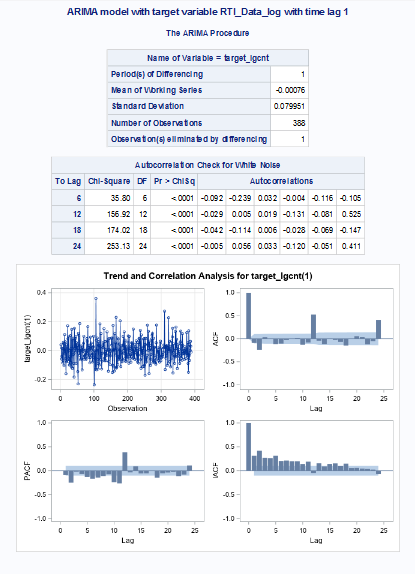 ARIMA model with target variable RTI_Data_log with time lag 1
The ARIMA Procedure
Name of Variable = target_lgcnt
Period(s) of Differencing 1
Mean of Working Series -0.00076
Standard Deviation 0.079951
Number of Observations 388
Observation(s) eliminated by differencing 1
Autocorrelation Check for White Noise
To Lag Chi-Square DF Pr > ChiSq Autocorrelations
6 35.80 6 <.0001 -0.092 -0.239 0.032 -0.004 -0.116 -0.105
12 156.92 12 <.0001 -0.029 0.005 0.019 -0.131 -0.081 0.525
18 174.02 18 <.0001 -0.042 -0.114 0.006 -0.028 -0.069 -0.147
24 253.13 24 <.0001 -0.005 0.056 0.033 -0.120 -0.051 0.411
Trend and Correlation Analysis for target_lgcnt(1)
target_lgcnt(1)
0.4
0.2
0.0
-0.2
0 100 200 300 400
Observation
ACF
1.0
0.5
0.0
-0.5
-1.0
0 5 10 15 20 25
Lag
PACF
1.0
0.5
0.0
-0.5
-1.0
0 5 10 15 20 25
Lag
IACF
1.0
0.5
0.0
-0.5
-1.0
0 5 10 15 20 25
Lag